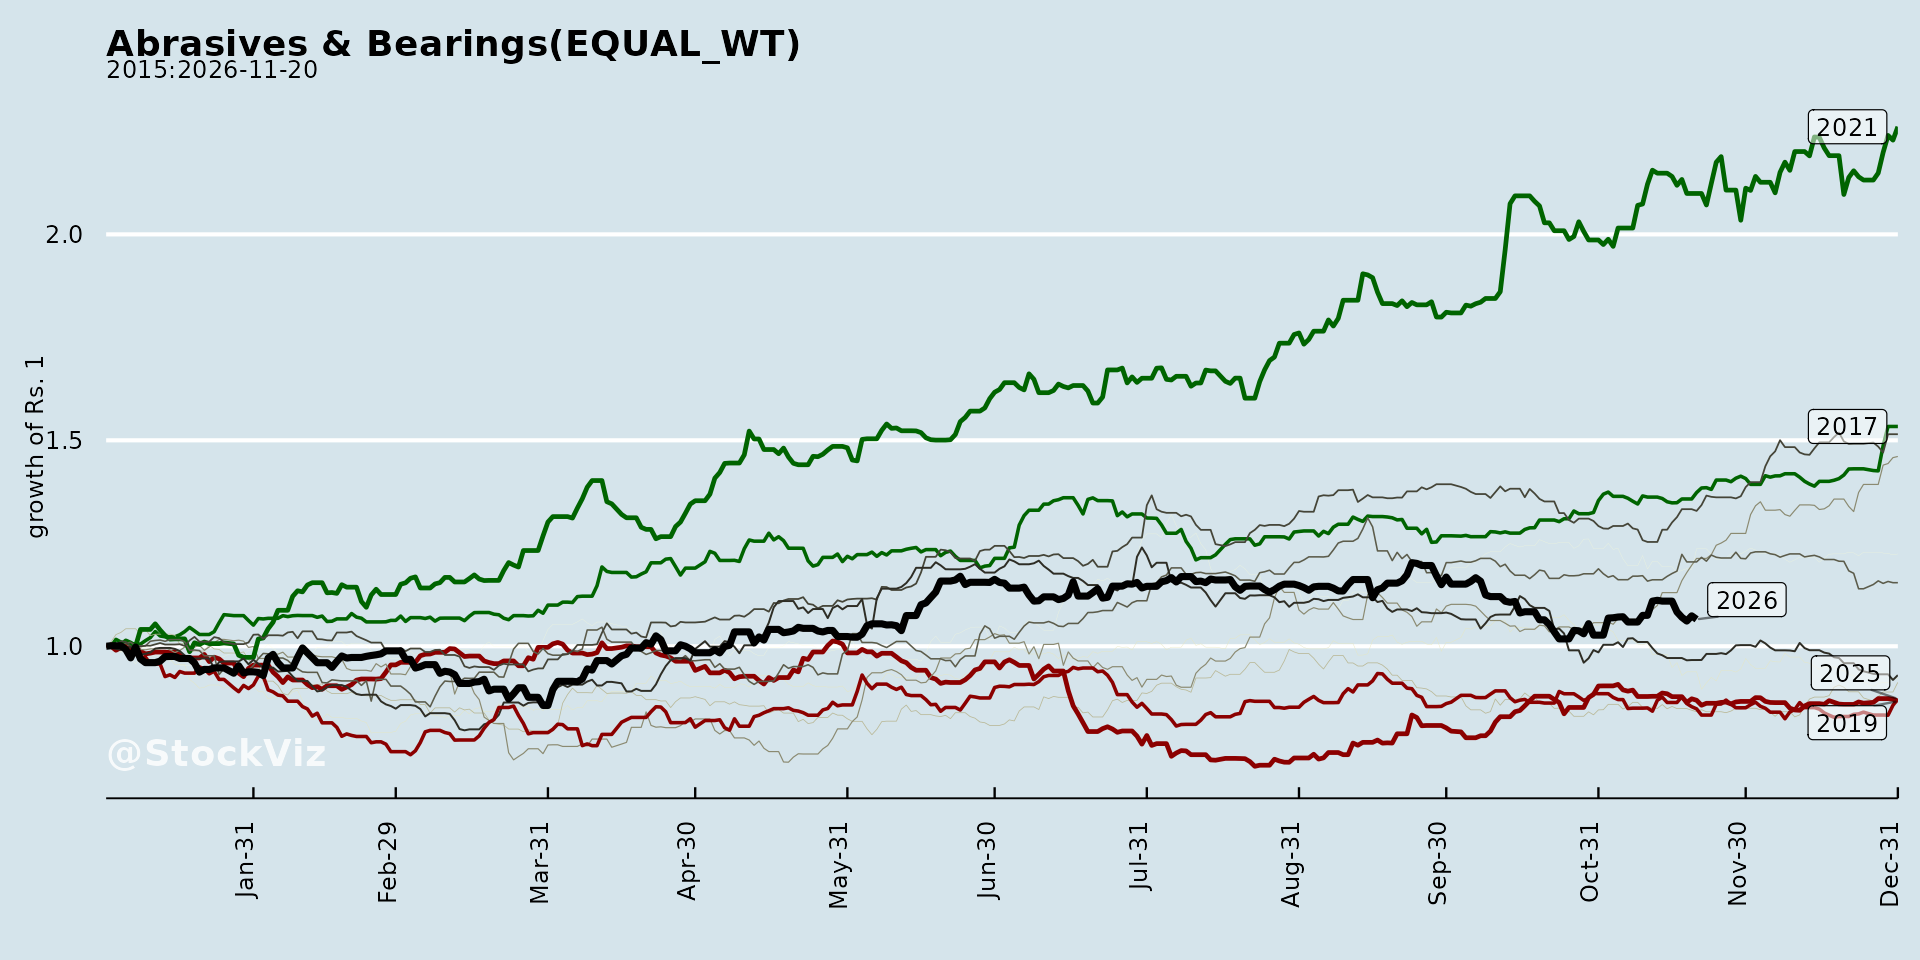 Abrasives & Bearings(EQUAL_WT)
2015:2026-11-20
growth of Rs. 1
2.0
1.5
1.0
2021
2017
2026
2025
2019
@StockViz
Jan-31
Feb-29
Mar-31
Apr-30
May-31
Jun-30
Jul-31
Aug-31
Sep-30
Oct-31
Nov-30
Dec-31